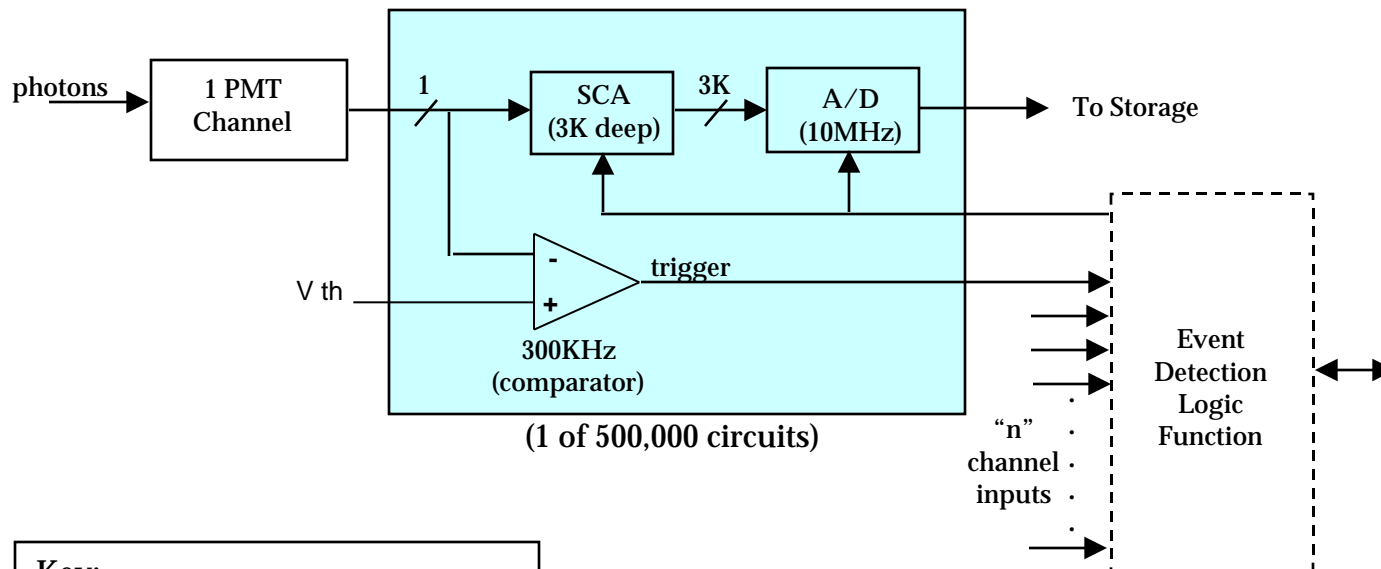 photons
1 PMT
Channel
1
SCA
(3K deep)
3K
A/D
(10MHz)
To Storage
V th
-
+
trigger
300KHz
(comparator)
(1 of 500,000 circuits)
“n”
channel
inputs
Event
Detection
Logic
Function